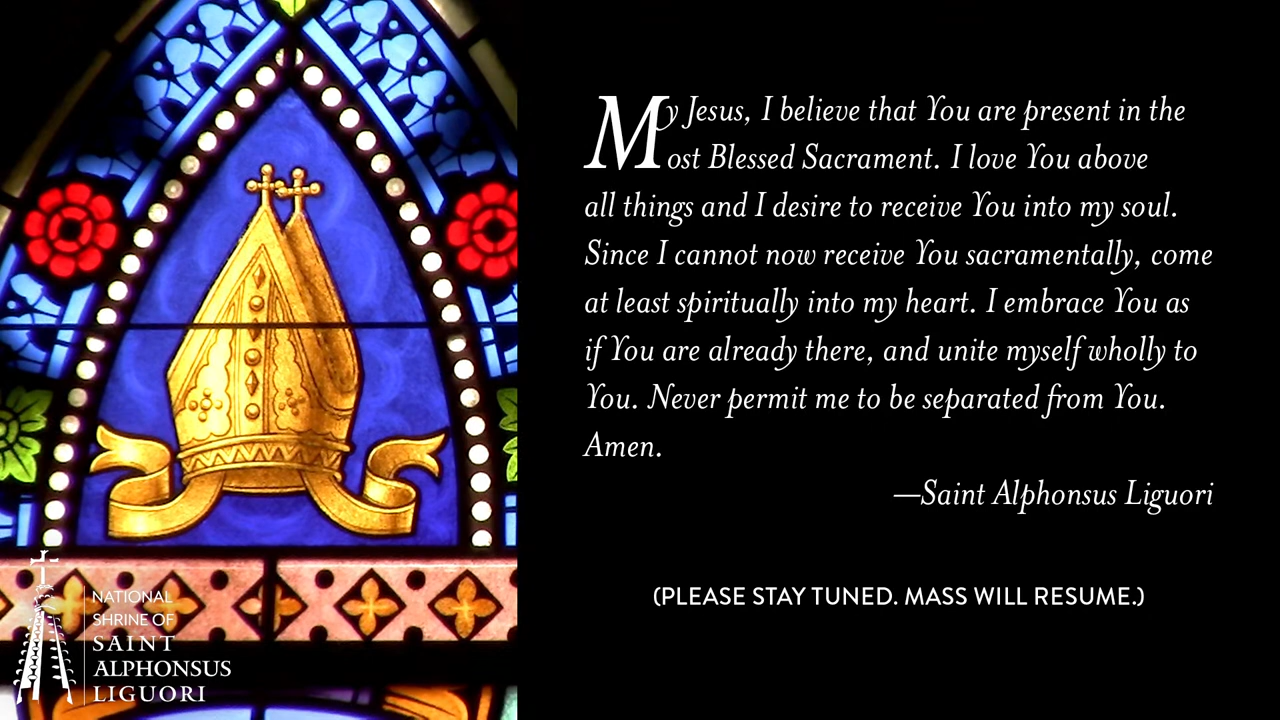 My Jesus, I believe that You are present in the
Most Blessed Sacrament. I love You above
all things and I desire to receive You into my soul.
Since I cannot now receive You sacramentally, come
at least spiritually into my heart. I embrace You as
if You are already there, and unite myself wholly to
You. Never permit me to be separated from You.
Amen.
—Saint Alphonsus Liguori
(PLEASE STAY TUNED. MASS WILL RESUME.)
NATIONAL
SHRINE OF
SAINT
ALPHONSUS
LIGUORI